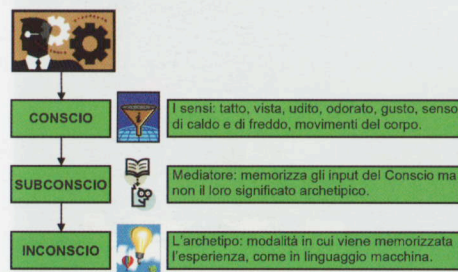 CONSCIO
I sensi: tatto, vista, udito, odorato, gusto, senso
di caldo e di freddo, movimenti del corpo.
SUBCONSCIO
Mediatore: memorizza gli input del Conscio ma
non il loro significato archetipico.
INCONSCIO
L'archetipo: modalità in cui viene memorizzata
l'esperienza, come in linguaggio macchina.